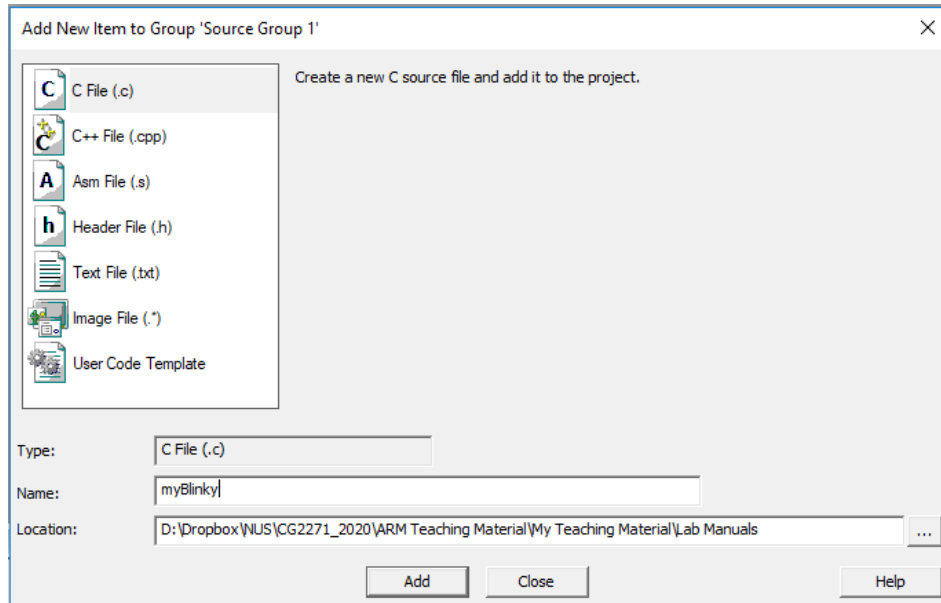 Add New Item to Group 'Source Group 1'
C File (.c)
C++ File (.cpp)
Asm File (.s)
Header File (.h)
Text File (.txt)
Image File (.*)
User Code Template
Create a new C source file and add it to the project.
Type:
C File (.c)
Name:
myBlinky
Location:
D:\Dropbox\NUS\CG2271_2020\ARM Teaching Material\My Teaching Material\Lab Manuals
...
Add
Close
Help